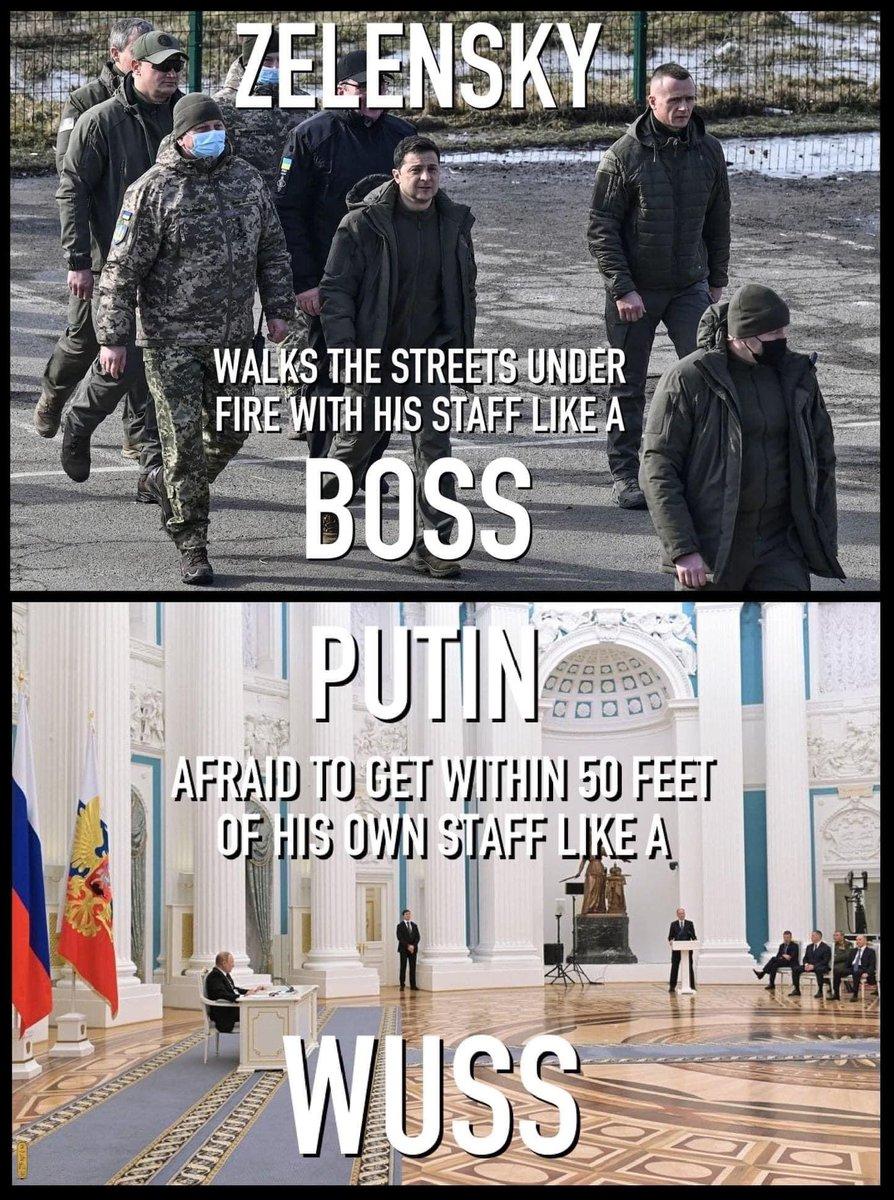 ZELENSKY
WALKS THE STREETS UNDER
FIRE WITH HIS STAFF LIKE A
BOSS
PUTIN
AFRAID TO GET WITHIN 50 FEET
OF HIS OWN STAFF LIKE A
WUSS